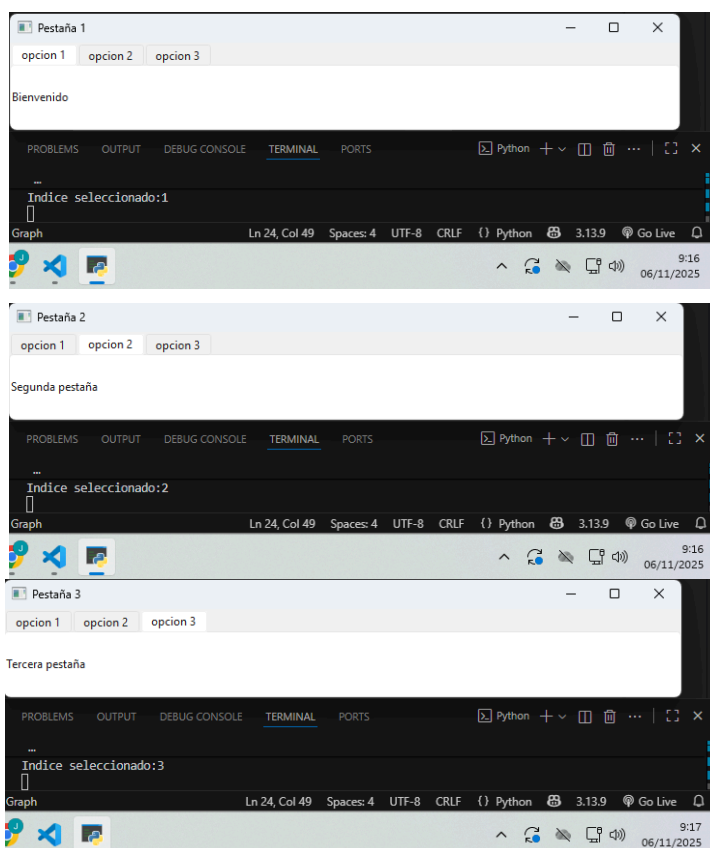 Pestaña 1
opcion 1 opcion 2 opcion 3
Bienvenido
PROBLEMS OUTPUT DEBUG CONSOLE TERMINAL PORTS Python ...
...
Indice seleccionado:1
Graph Ln 24, Col 49 Spaces: 4 UTF-8 CRLF {} Python 3.13.9 Go Live
J 9:16
06/11/2025
Pestaña 2
opcion 1 opcion 2 opcion 3
Segunda pestaña
PROBLEMS OUTPUT DEBUG CONSOLE TERMINAL PORTS Python ...
...
Indice seleccionado:2
Graph Ln 24, Col 49 Spaces: 4 UTF-8 CRLF {} Python 3.13.9 Go Live
J 9:16
06/11/2025
Pestaña 3
opcion 1 opcion 2 opcion 3
Tercera pestaña
PROBLEMS OUTPUT DEBUG CONSOLE TERMINAL PORTS Python ...
...
Indice seleccionado:3
Graph Ln 24, Col 49 Spaces: 4 UTF-8 CRLF {} Python 3.13.9 Go Live
J 9:17
06/11/2025